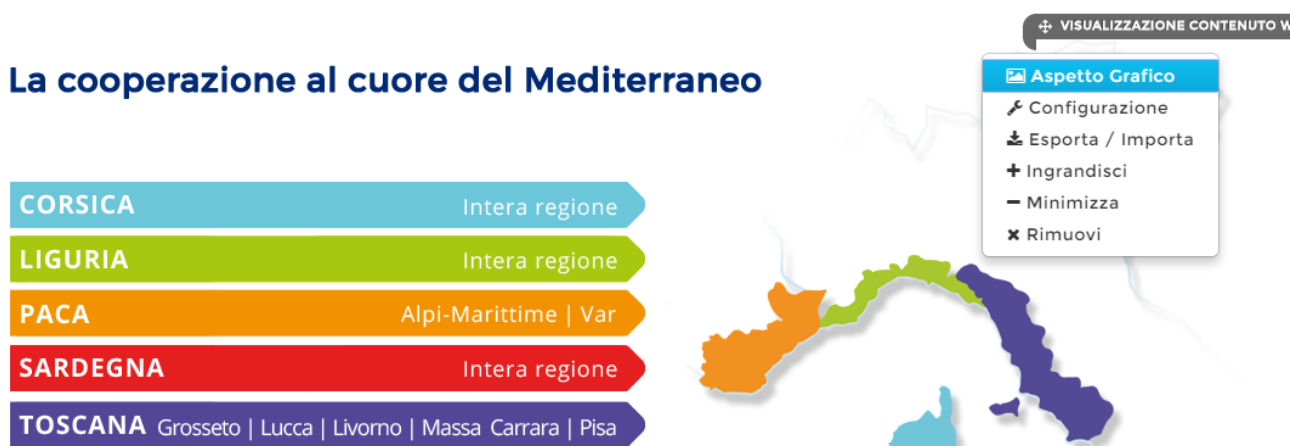 VISUALIZZAZIONE CONTENUTO W
La cooperazione al cuore del Mediterraneo
Aspetto Grafico
Configurazione
Esporta / Importa
Ingrandisci
Minimizza
Rimuovi
CORSICA Intera regione
LIGURIA Intera regione
PACA Alpi-Marittime | Var
SARDEGNA Intera regione
TOSCANA Grosseto | Lucca | Livorno | Massa Carrara | Pisa